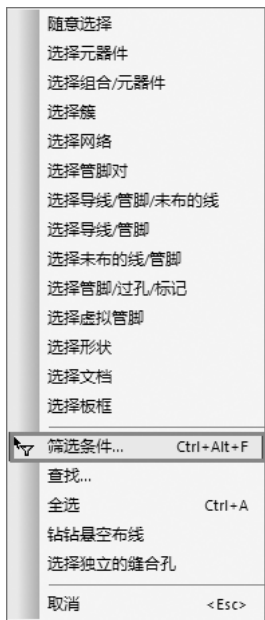 随意选择
选择元器件
选择组合/元器件
选择簇
选择网络
选择管脚对
选择导线/管脚/未布的线
选择导线/管脚
选择未布的线/管脚
选择管脚/过孔/标记
选择虚拟管脚
选择形状
选择文档
选择板框
筛选条件... Ctrl+Alt+F
查找...
全选 Ctrl+A
钻钻悬空布线
选择独立的缝合孔
取消 <Esc>